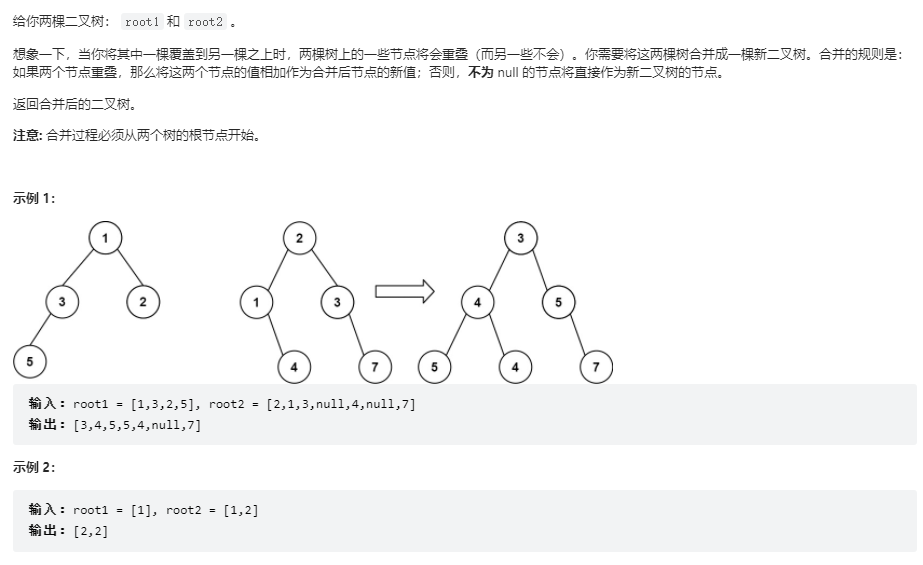 给你两棵二叉树： root1 和 root2 。
想象一下，当你将其中一棵覆盖到另一棵之上时，两棵树上的一些节点将会重叠（而另一些不会）。你需要将这两棵树合并成一棵新二叉树。合并的规则是：
如果两个节点重叠，那么将这两个节点的值相加作为合并后节点的新值；否则，不为 null 的节点将直接作为新二叉树的节点。
返回合并后的二叉树。
注意: 合并过程必须从两个树的根节点开始。
示例 1：
1 2 3
3 2 1 3 4 5
5 4 7 5 4 7
输入：root1 = [1,3,2,5], root2 = [2,1,3,null,4,null,7]
输出：[3,4,5,5,4,null,7]
示例 2：
输入：root1 = [1], root2 = [1,2]
输出：[2,2]